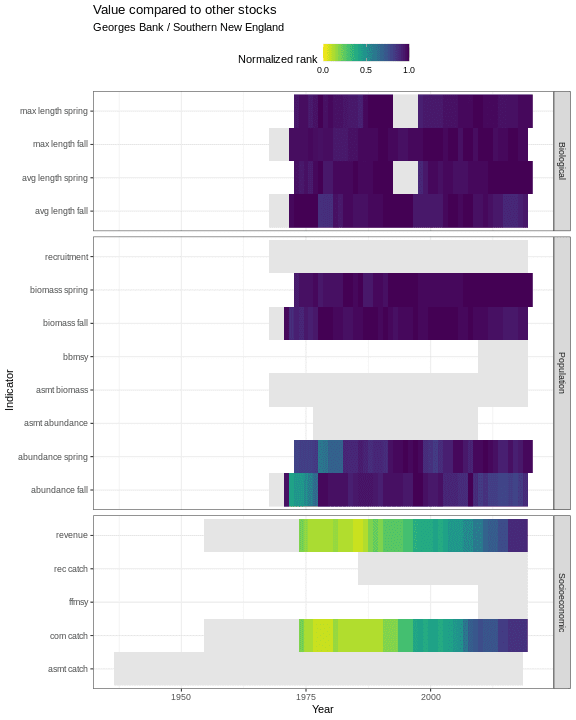 Value compared to other stocks
Georges Bank / Southern New England
Normalized rank
0.0 0.5 1.0
max length spring
max length fall
avg length spring
avg length fall
Biological
recruitment
biomass spring
biomass fall
bbmsy
asmt biomass
asmt abundance
abundance spring
abundance fall
Population
revenue
rec catch
ffmsy
com catch
asmt catch
Socioeconomic
Indicator
1950 1975 2000
Year